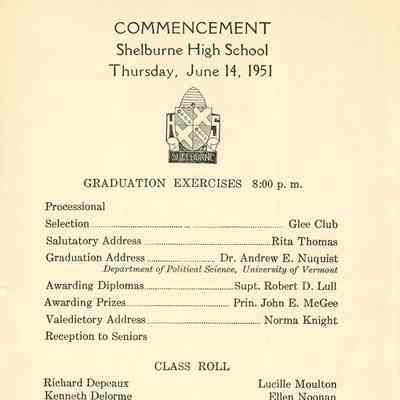 COMMENCEMENT
Shelburne High School
Thursday, June 14, 1951
SHELBURNE
GRADUATION EXERCISES 8:00 p. m.
Processional
Selection Glee Club
Salutatory Address Rita Thomas
Graduation Address Dr. Andrew E. Nuquist
Department of Political Science, University of Vermont
Awarding Diplomas Supt. Robert D. Lull
Awarding Prizes Prin. John E. McGee
Valedictory Address Norma Knight
Reception to Seniors
CLASS ROLL
Richard Depeaux Lucille Moulton
Kenneth Delorme Ellen Noonan